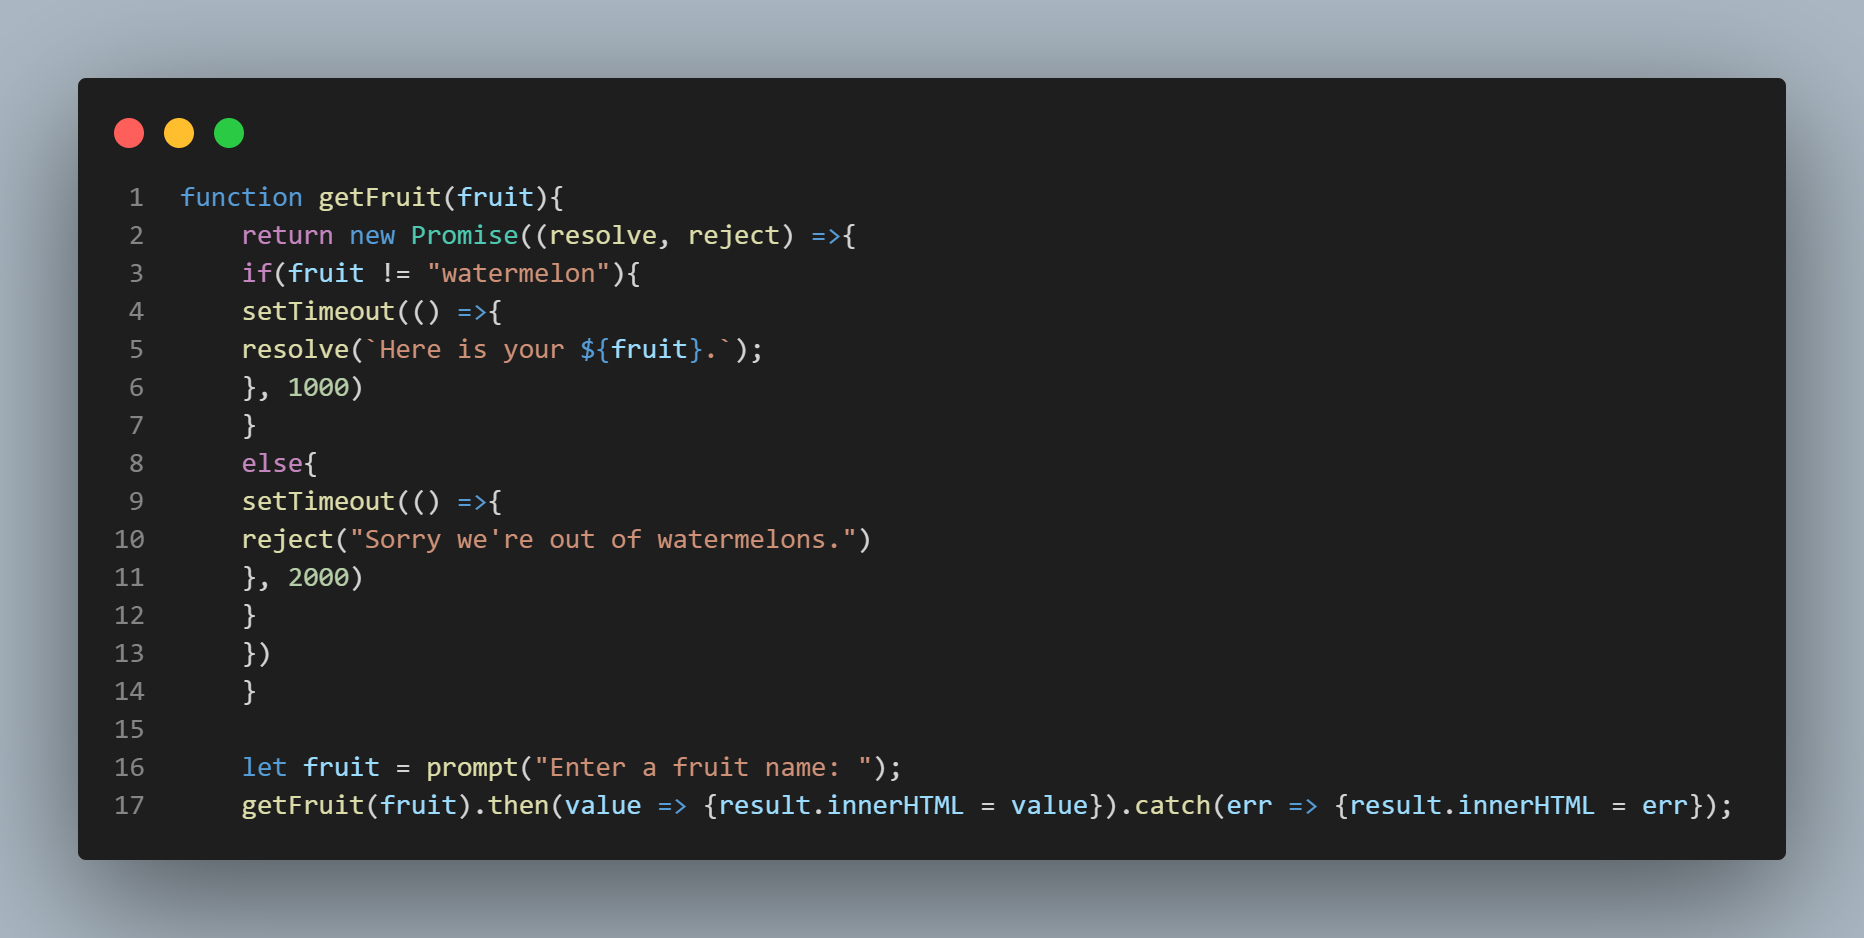 1 function getFruit(fruit){
2     return new Promise((resolve, reject) =>{
3     if(fruit != "watermelon"){
4     setTimeout(() =>{
5     resolve(`Here is your ${fruit}.`);
6     }, 1000)
7     }
8     else{
9     setTimeout(() =>{
10     reject("Sorry we're out of watermelons.")
11     }, 2000)
12     }
13     })
14     }
15
16     let fruit = prompt("Enter a fruit name: ");
17     getFruit(fruit).then(value => {result.innerHTML = value}).catch(err => {result.innerHTML = err});